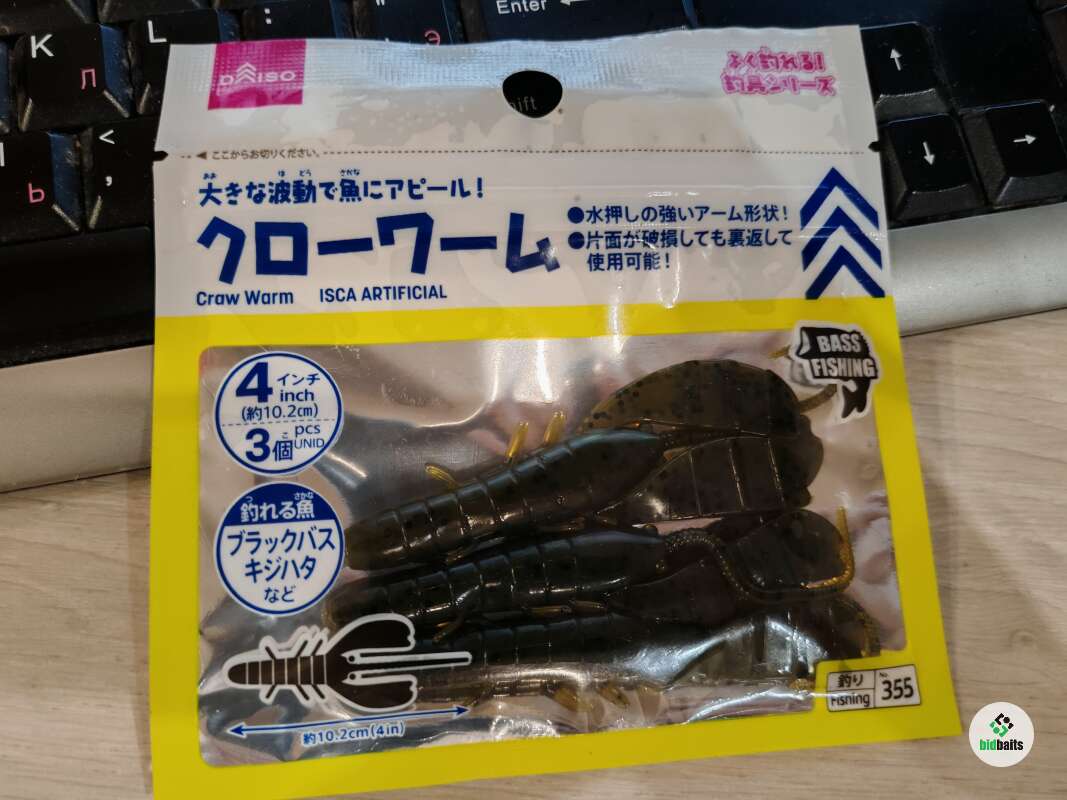 Enter ←
K
Л
L
Э
<
,
Ь
↑
↓
→
DAISO
よく釣れる!
釣具シリーズ
◀ここからお切りください。
大きな波動で魚にアピール!
クローワーム
Craw Warm ISCA ARTIFICIAL
●水押しの強いアーム形状!
●片面が破損しても裏返して
使用可能!
BASS
FISHING
4インチ
inch
(約10.2cm)
3個 pcs
UNID
釣れる魚
ブラックバス
キジハタ
など
約10.2cm(4in)
釣り
Fishing
No 355
bidbaits